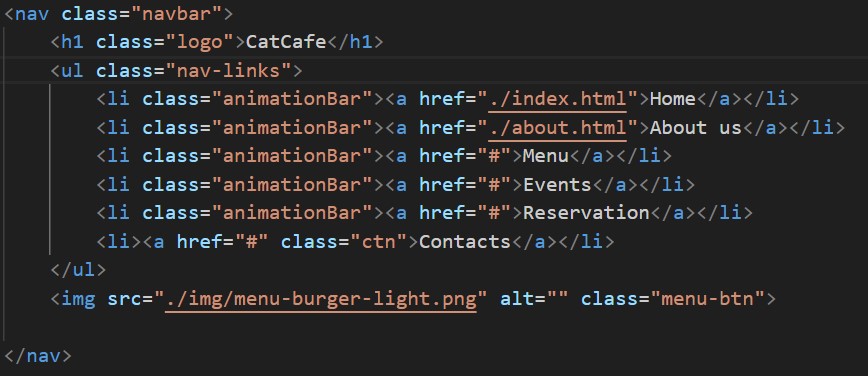 <nav class="navbar">
<h1 class="logo">CatCafe</h1>
<ul class="nav-links">
<li class="animationBar"><a href="./index.html">Home</a></li>
<li class="animationBar"><a href="./about.html">About us</a></li>
<li class="animationBar"><a href="#">Menu</a></li>
<li class="animationBar"><a href="#">Events</a></li>
<li class="animationBar"><a href="#">Reservation</a></li>
<li><a href="#" class="ctn">Contacts</a></li>
</ul>
<img src="./img/menu-burger-light.png" alt="" class="menu-btn">
</nav>